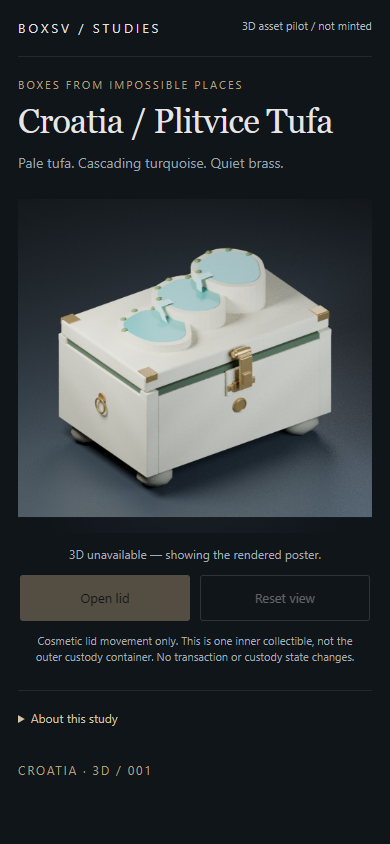 BOXSV / STUDIES
3D asset pilot / not minted
BOXES FROM IMPOSSIBLE PLACES
Croatia / Plitvice Tufa
Pale tufa. Cascading turquoise. Quiet brass.
3D unavailable — showing the rendered poster.
Open lid
Reset view
Cosmetic lid movement only. This is one inner collectible, not the
outer custody container. No transaction or custody state changes.
About this study
CROATIA · 3D / 001